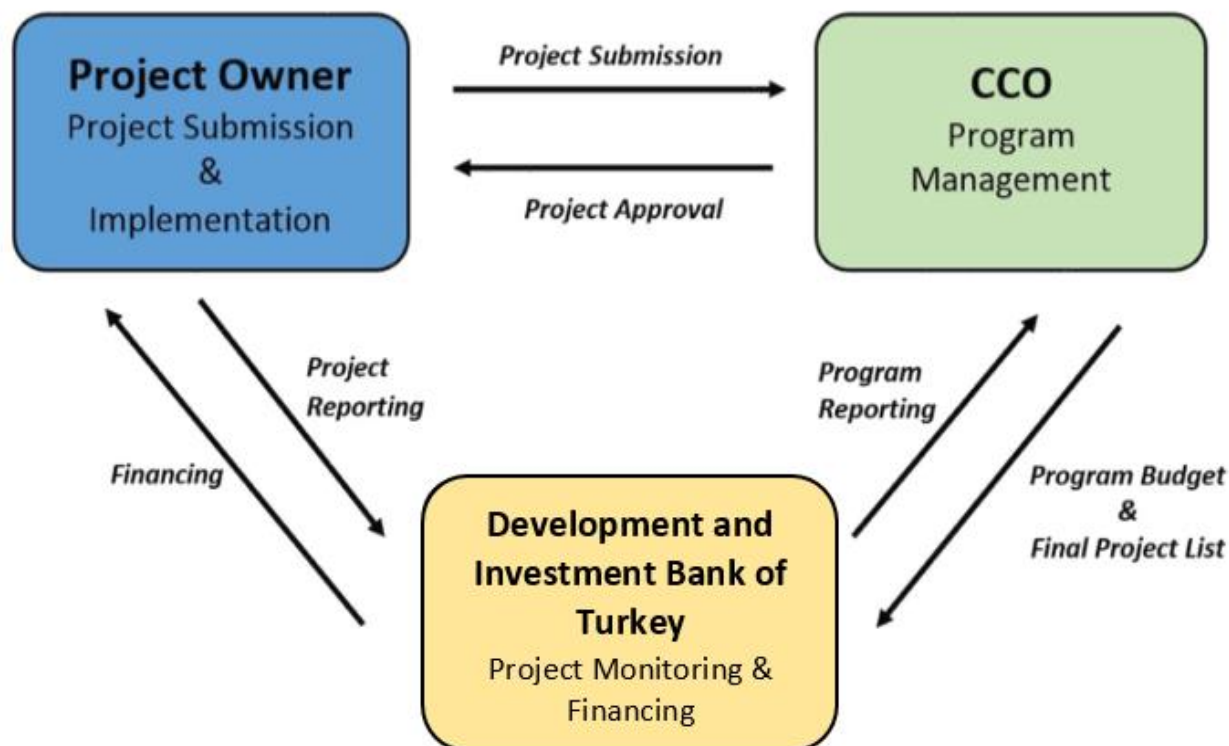 Project Owner
Project Submission
&
Implementation
Project Submission
Project Approval
CCO
Program
Management
Project
Reporting
Financing
Program
Reporting
Program Budget
&
Final Project List
Development and
Investment Bank of
Turkey
Project Monitoring &
Financing